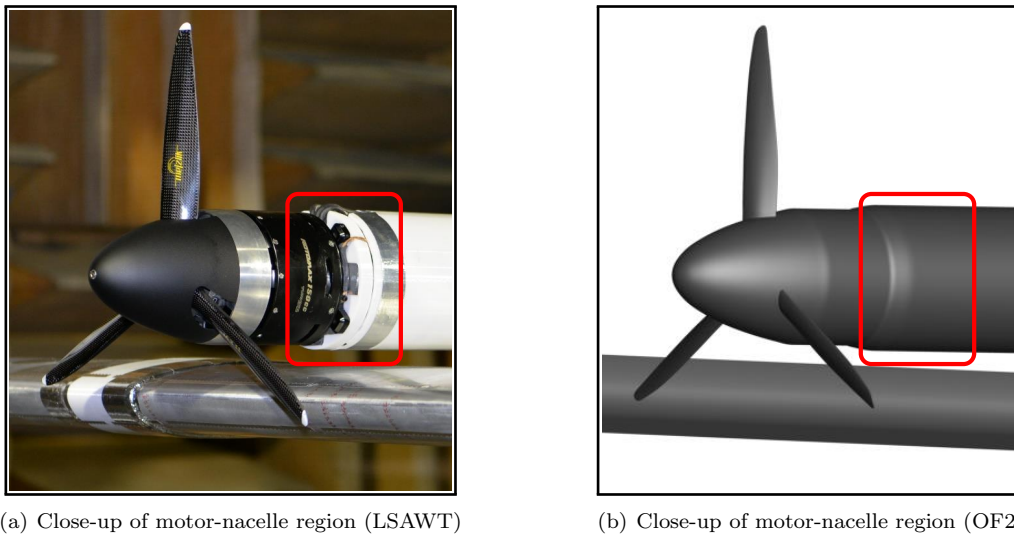 (a) Close-up of motor-nacelle region (LSAWT)
(b) Close-up of motor-nacelle region (OF2